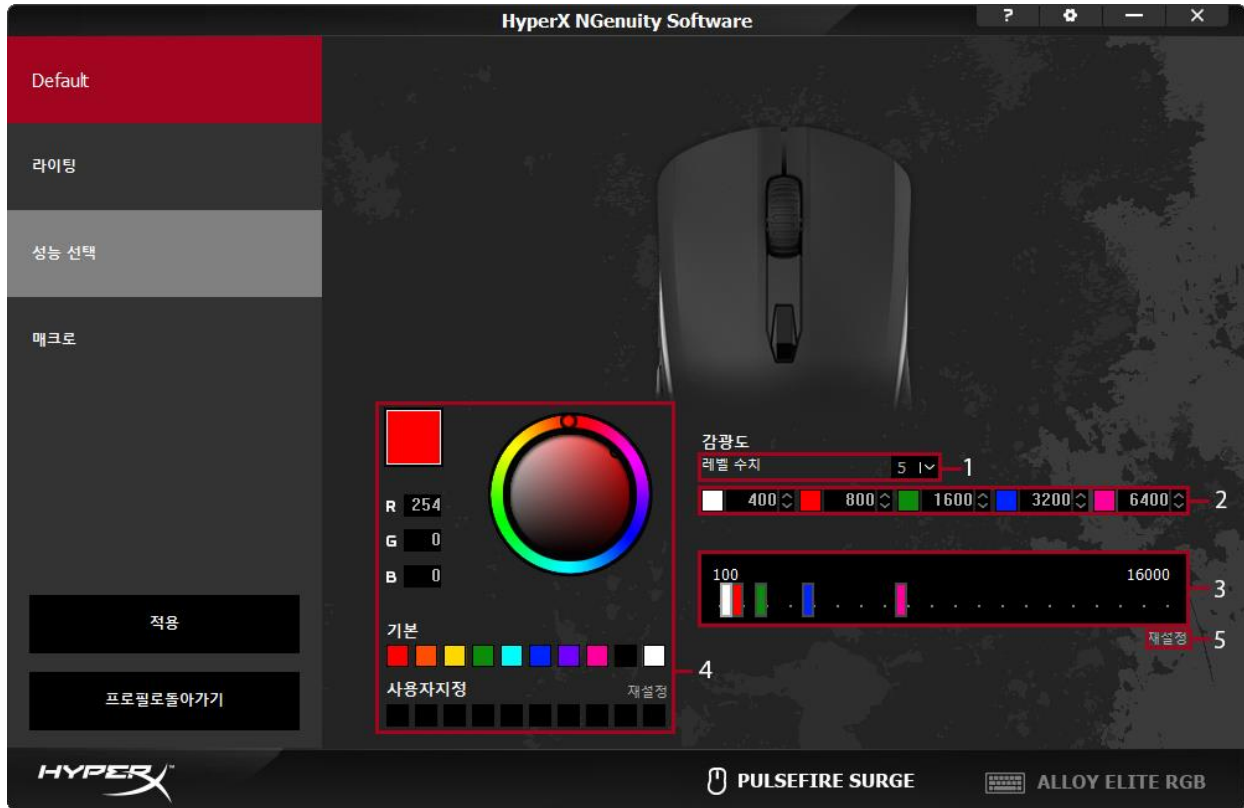 HyperX NGenuity Software
Default
라이팅
성능 선택
매크로
적용
프로필로돌아가기
R 254
G 0
B 0
기본
사용자지정 재설정
4
감광도
레벨 수치 5 1
400 800 1600 3200 6400 2
100 16000
3
재설정 5
HYPERX™
PULSEFIRE SURGE
ALLOY ELITE RGB